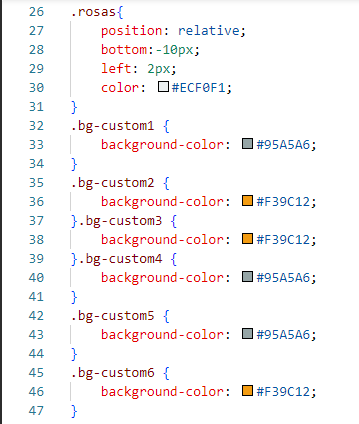 26 .rosas{
27 position: relative;
28 bottom:-10px;
29 left: 2px;
30 color: #ECF0F1;
31 }
32 .bg-custom1 {
33 background-color: #95A5A6;
34 }
35 .bg-custom2 {
36 background-color: #F39C12;
37 }.bg-custom3 {
38 background-color: #F39C12;
39 }.bg-custom4 {
40 background-color: #95A5A6;
41 }
42 .bg-custom5 {
43 background-color: #95A5A6;
44 }
45 .bg-custom6 {
46 background-color: #F39C12;
47 }